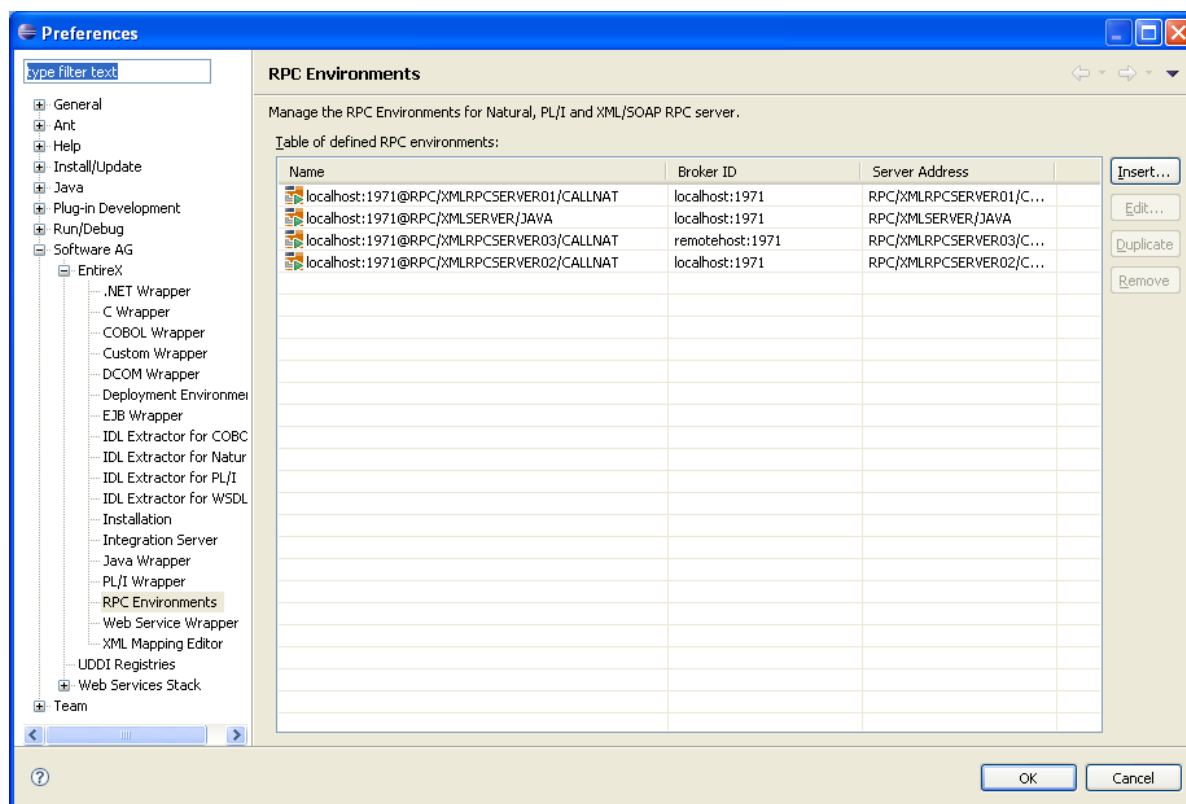 Preferences
type filter text
General
Ant
Help
Install/Update
Java
Plug-in Development
Run/Debug
Software AG
EntireX
.NET Wrapper
C Wrapper
COBOL Wrapper
Custom Wrapper
DCOM Wrapper
Deployment Environmen
EJB Wrapper
IDL Extractor for COBO
IDL Extractor for Natur
IDL Extractor for PL/I
IDL Extractor for WSDL
Installation
Integration Server
Java Wrapper
PL/I Wrapper
RPC Environments
Web Service Wrapper
XML Mapping Editor
UDDI Registries
Web Services Stack
Team
RPC Environments
Manage the RPC Environments for Natural, PL/I and XML/SOAP RPC server.
Table of defined RPC environments:
Name Broker ID Server Address
localhost:1971@RPC/XMLRPCSERVER01/CALLNAT localhost:1971 RPC/XMLRPCSERVER01/C...
localhost:1971@RPC/XMLSERVER/JAVA localhost:1971 RPC/XMLSERVER/JAVA
localhost:1971@RPC/XMLRPCSERVER03/CALLNAT remotehost:1971 RPC/XMLRPCSERVER03/C...
localhost:1971@RPC/XMLRPCSERVER02/CALLNAT localhost:1971 RPC/XMLRPCSERVER02/C...
Insert...
Edit...
Duplicate
Remove
OK Cancel